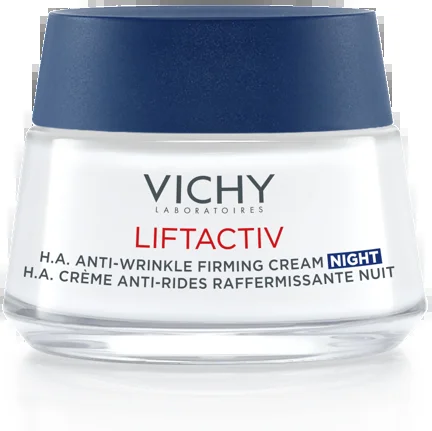 VICHY
LABORATOIRES
LIFTACTIV
H.A. ANTI-WRINKLE FIRMING CREAM NIGHT
H.A. CRÈME ANTI-RIDES RAFFERMISSANTE NUIT